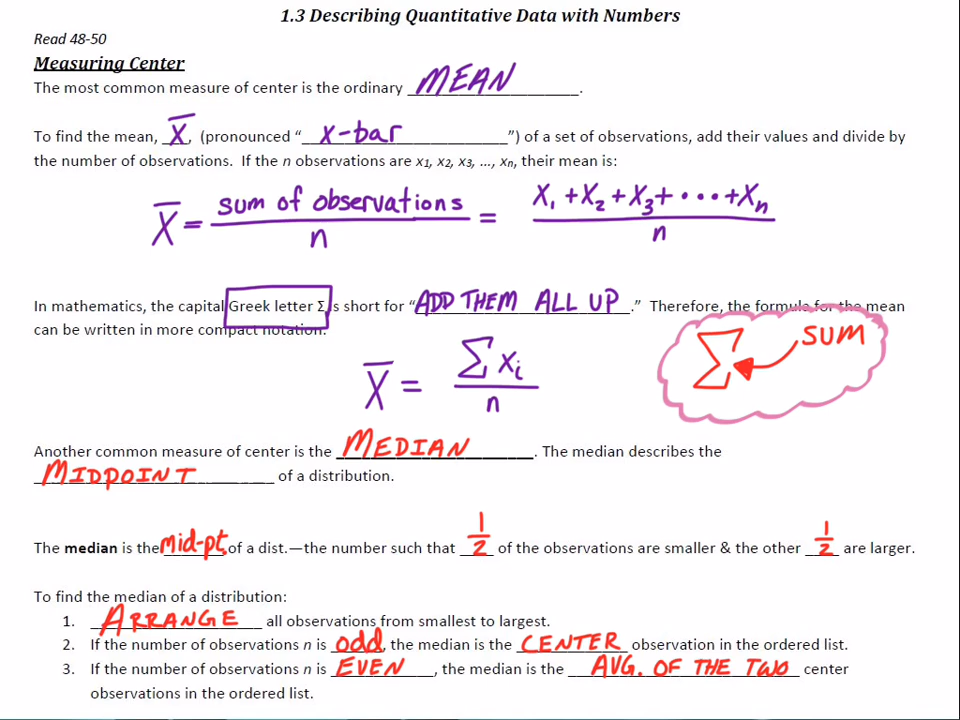 1.3 Describing Quantitative Data with Numbers
Read 48-50
Measuring Center
The most common measure of center is the ordinary MEAN.
To find the mean, x̅, (pronounced “x-bar”) of a set of observations, add their values and divide by
the number of observations. If the n observations are x₁, x₂, x₃, …, xₙ, their mean is:
x̅ = sum of observations / n = x₁ + x₂ + x₃ + ··· + xₙ / n
In mathematics, the capital Greek letter Σ is short for “ADD THEM ALL UP.” Therefore, the formula for the mean
can be written in more compact notation:
Σ SUM
x̅ = Σ xᵢ / n
Another common measure of center is the MEDIAN. The median describes the
MIDPOINT of a distribution.
The median is the mid-pt. of a dist.—the number such that 1/2 of the observations are smaller & the other 1/2 are larger.
To find the median of a distribution:
1. ARRANGE all observations from smallest to largest.
2. If the number of observations n is odd, the median is the CENTER observation in the ordered list.
3. If the number of observations n is EVEN, the median is the AVG. OF THE TWO center
observations in the ordered list.